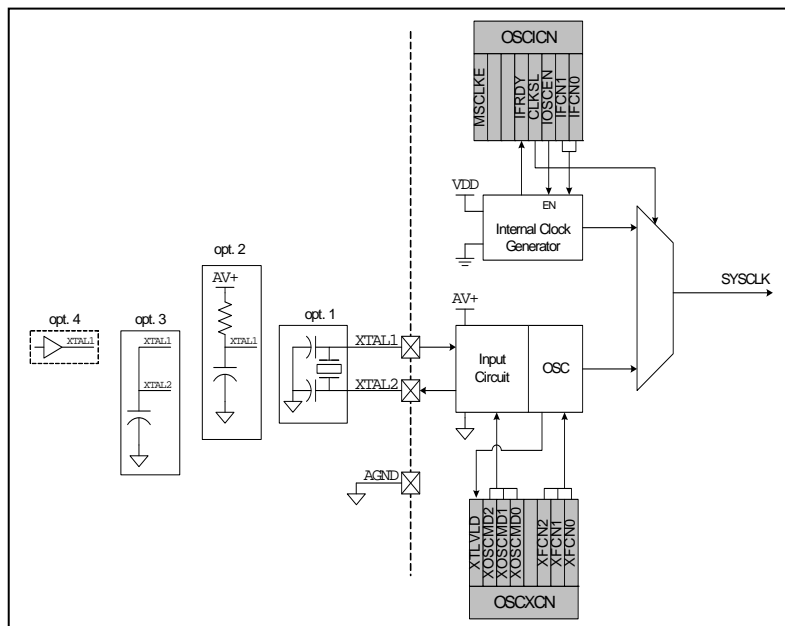 OSCICN
MSCLKE
IFRDY
CLKSL
IOSCEN
IFCN1
IFCN0
VDD
EN
Internal Clock
Generator
opt. 2
AV+
XTAL1
opt. 4
XTAL1
opt. 3
XTAL1
XTAL2
opt. 1
XTAL1
XTAL2
AV+
Input
Circuit
OSC
SYSCLK
AGND
XTLVLD
XOSCMD2
XOSCMD1
XOSCMD0
XFCN2
XFCN1
XFCN0
OSCXCN